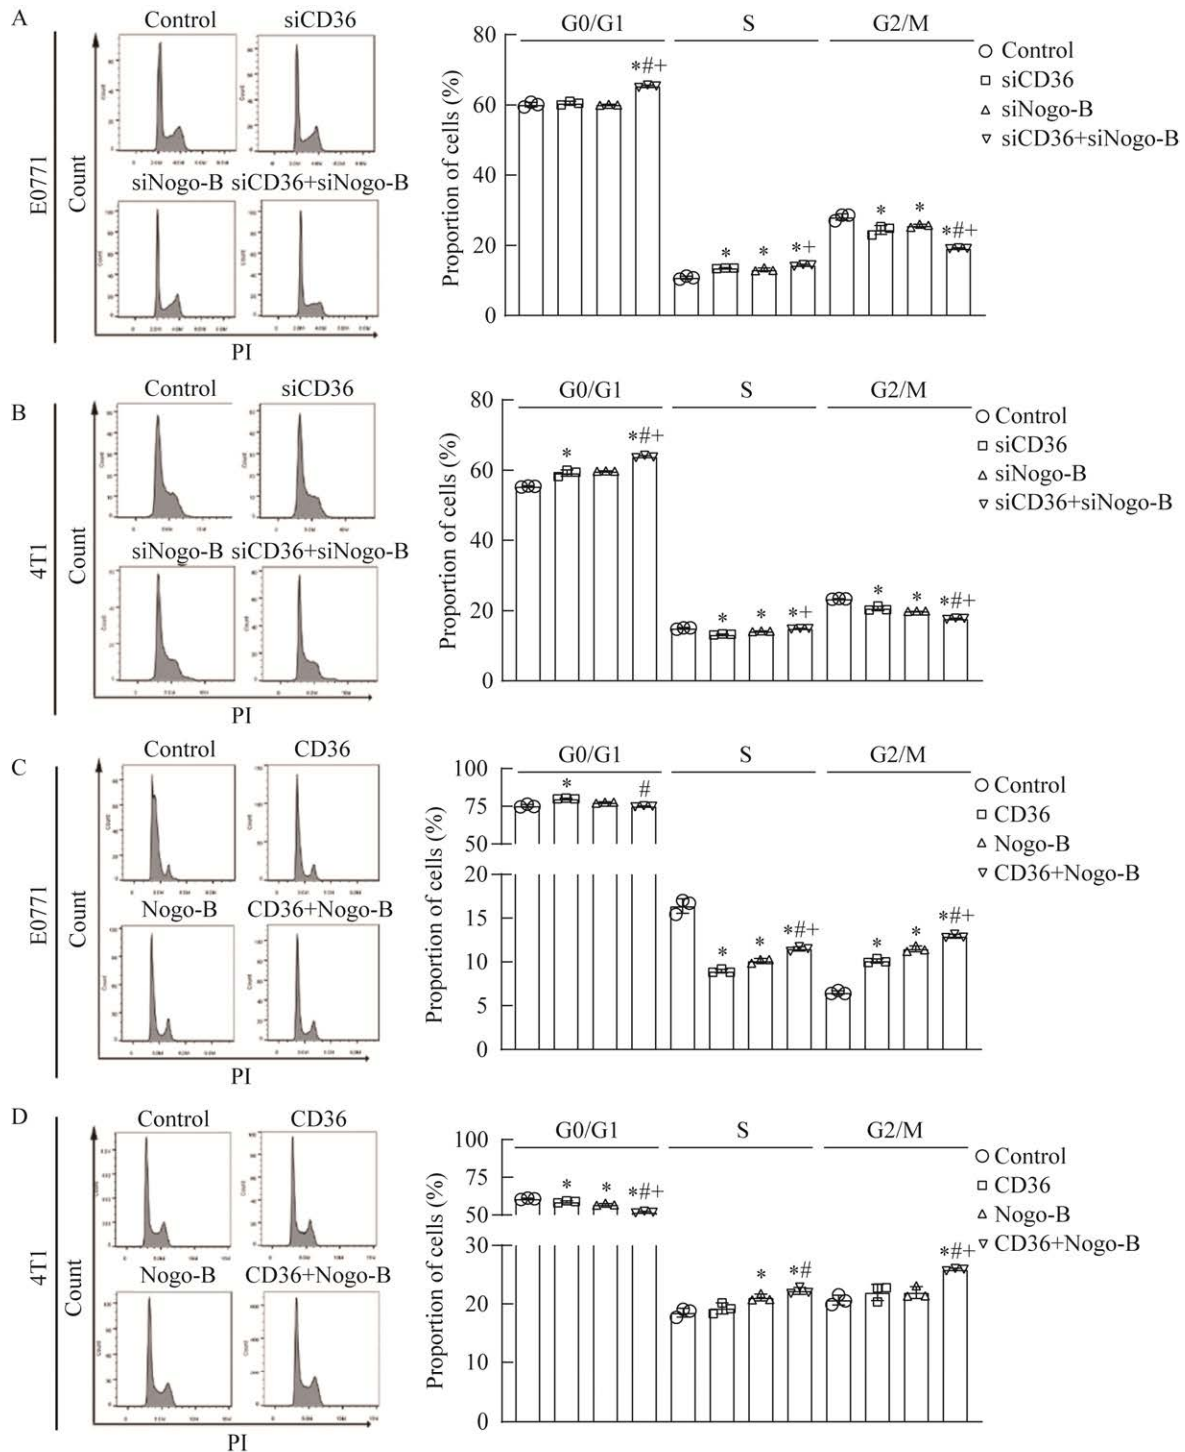 A
Control
siCD36
siNogo-B
siCD36+siNogo-B
E0771
Count
PI
Proportion of cells (%)
80
60
40
20
0
G0/G1
S
G2/M
*#+
*
*
*+
*
*
*#+
Control
siCD36
siNogo-B
siCD36+siNogo-B
B
Control
siCD36
siNogo-B
siCD36+siNogo-B
4T1
Count
PI
Proportion of cells (%)
80
60
40
20
0
G0/G1
S
G2/M
*
*#+
*
*
*+
*
*
*#+
Control
siCD36
siNogo-B
siCD36+siNogo-B
C
Control
CD36
Nogo-B
CD36+Nogo-B
E0771
Count
PI
Proportion of cells (%)
100
75
50
20
15
10
5
0
G0/G1
S
G2/M
*
#
*
*
*#+
*
*
*#+
Control
CD36
Nogo-B
CD36+Nogo-B
D
Control
CD36
Nogo-B
CD36+Nogo-B
4T1
Count
PI
Proportion of cells (%)
100
75
50
30
20
10
0
G0/G1
S
G2/M
*
*
*#+
*
*#
*#+
Control
CD36
Nogo-B
CD36+Nogo-B